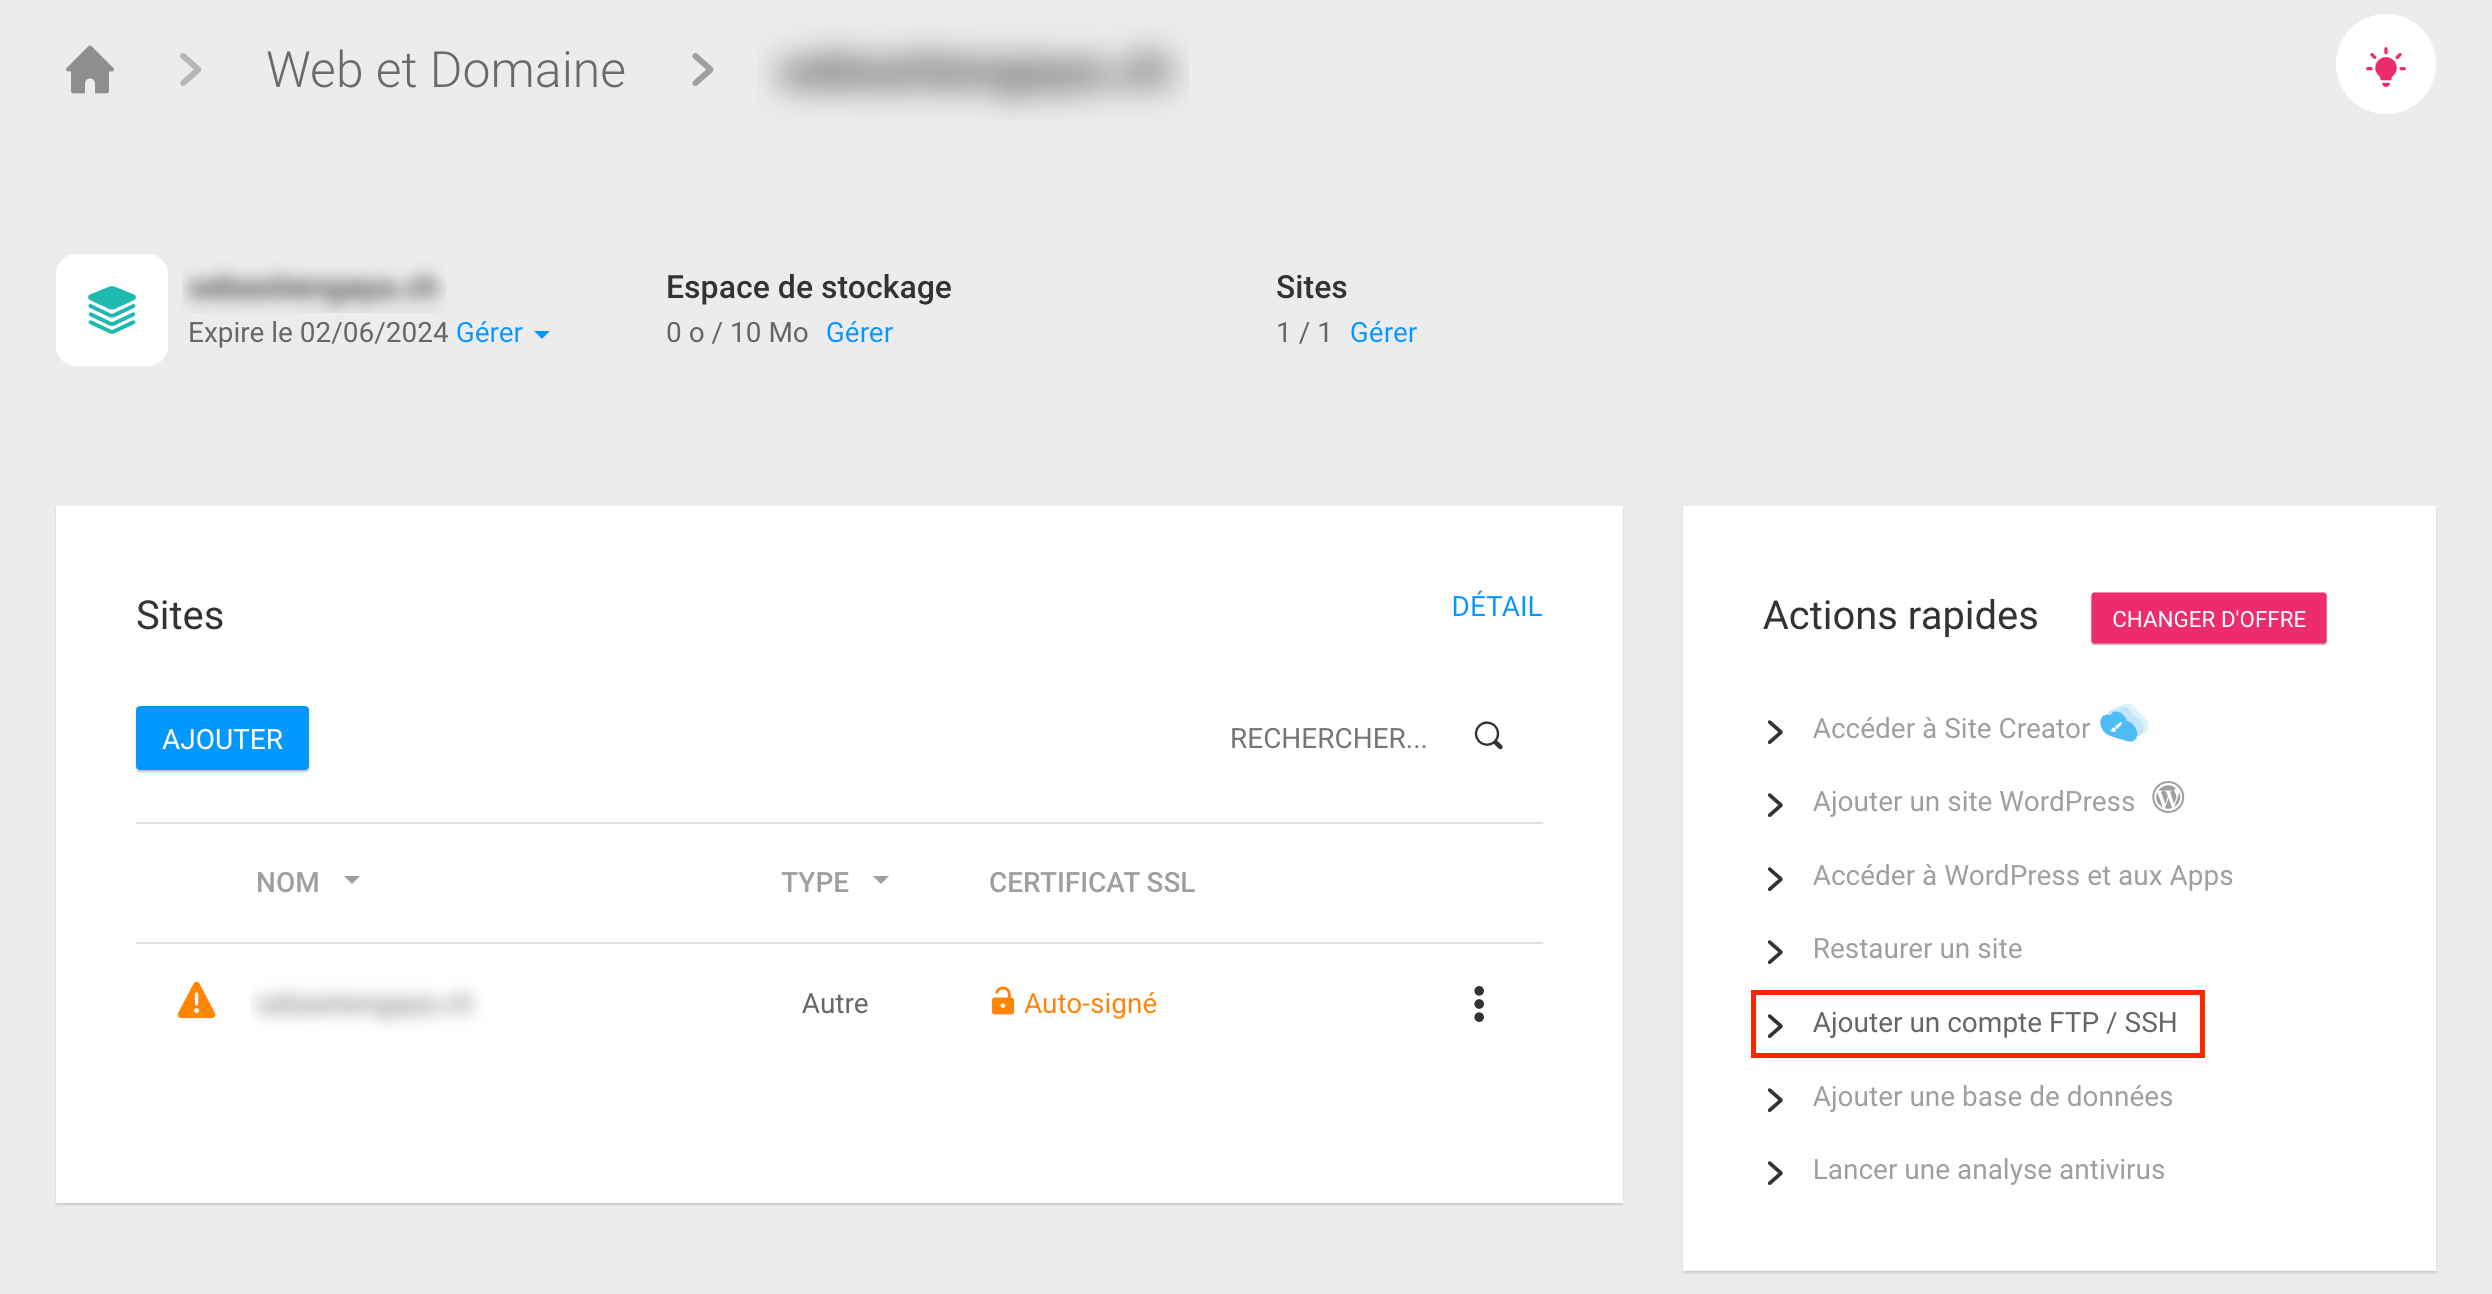 Web et Domaine
Expire le 02/06/2024 Gérer
Espace de stockage
0 o / 10 Mo Gérer
Sites
1 / 1 Gérer
Sites
DÉTAIL
AJOUTER
RECHERCHER...
NOM
TYPE
CERTIFICAT SSL
Autre
Auto-signé
Actions rapides
CHANGER D'OFFRE
Accéder à Site Creator
Ajouter un site WordPress
Accéder à WordPress et aux Apps
Restaurer un site
Ajouter un compte FTP / SSH
Ajouter une base de données
Lancer une analyse antivirus